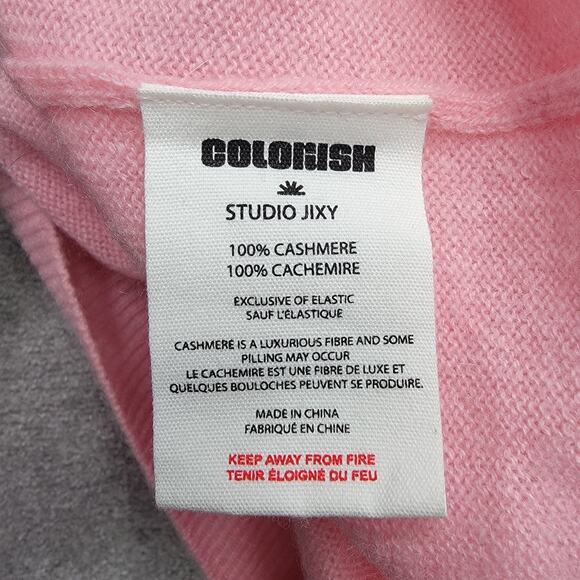 COLORISH
STUDIO JIXY
100% CASHMERE
100% CACHEMIRE
EXCLUSIVE OF ELASTIC
SAUF L'ÉLASTIQUE
CASHMERE IS A LUXURIOUS FIBRE AND SOME
PILLING MAY OCCUR
LE CACHEMIRE EST UNE FIBRE DE LUXE ET
QUELQUES BOULOCHES PEUVENT SE PRODUIRE.
MADE IN CHINA
FABRIQUÉ EN CHINE
KEEP AWAY FROM FIRE
TENIR ÉLOIGNÉ DU FEU